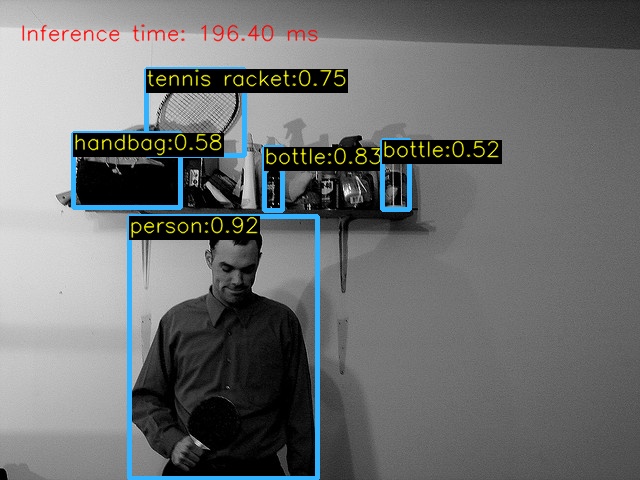 Inference time: 196.40 ms
tennis racket:0.75
handbag:0.58
bottle:0.83
bottle:0.52
person:0.92